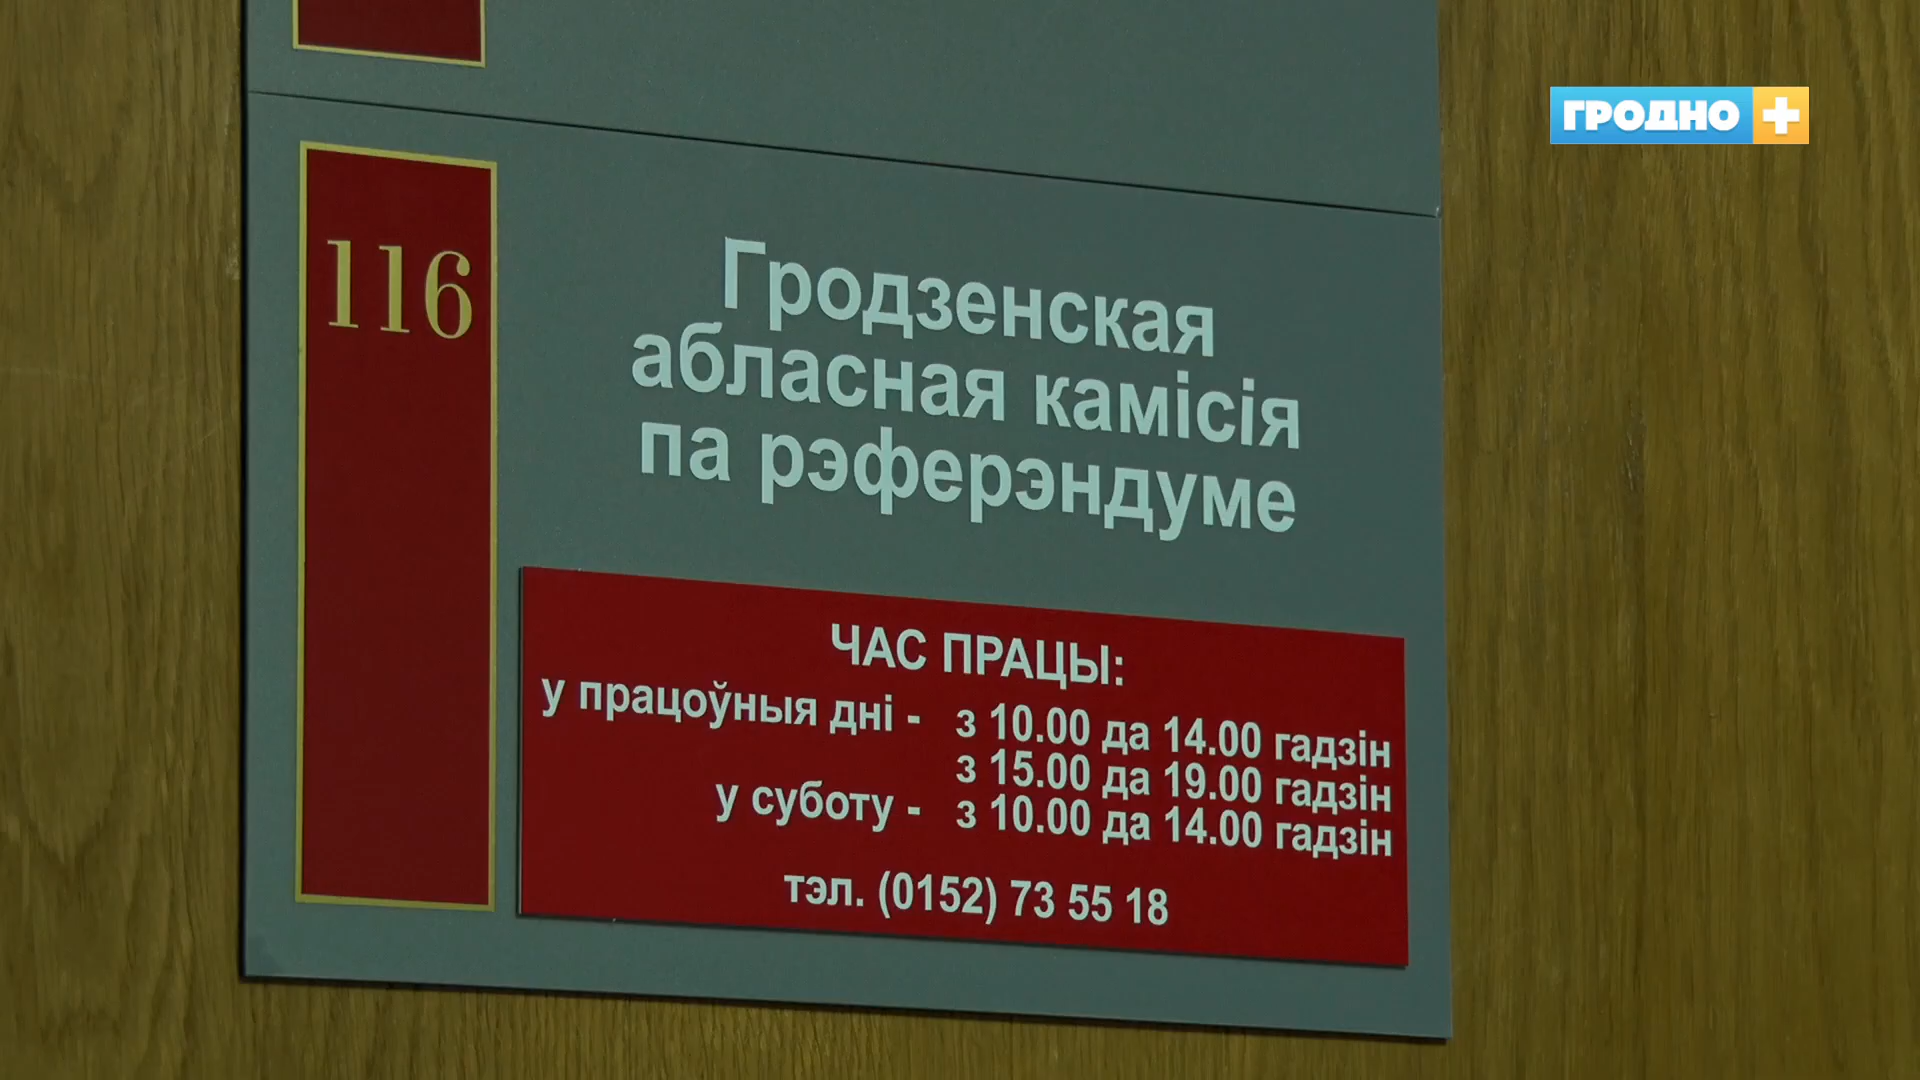 ГРОДНО +
116
Гродзенская
абласная камісія
па рэферэндуме
ЧАС ПРАЦЫ:
у працоўныя дні - з 10.00 да 14.00 гадзін
з 15.00 да 19.00 гадзін
у суботу - з 10.00 да 14.00 гадзін
тэл. (0152) 73 55 18